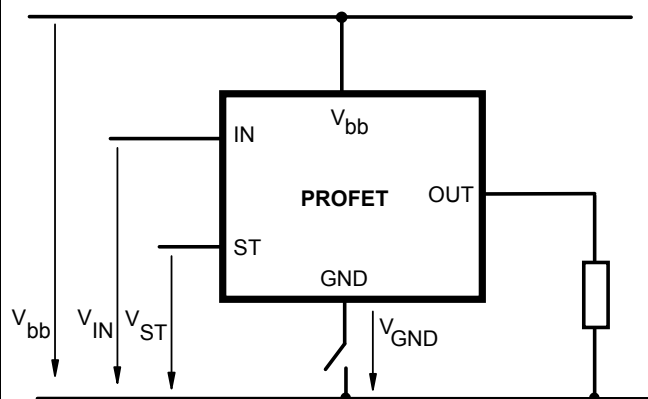 Vbb
IN
PROFET
OUT
ST
GND
Vbb
VIN
VST
VGND